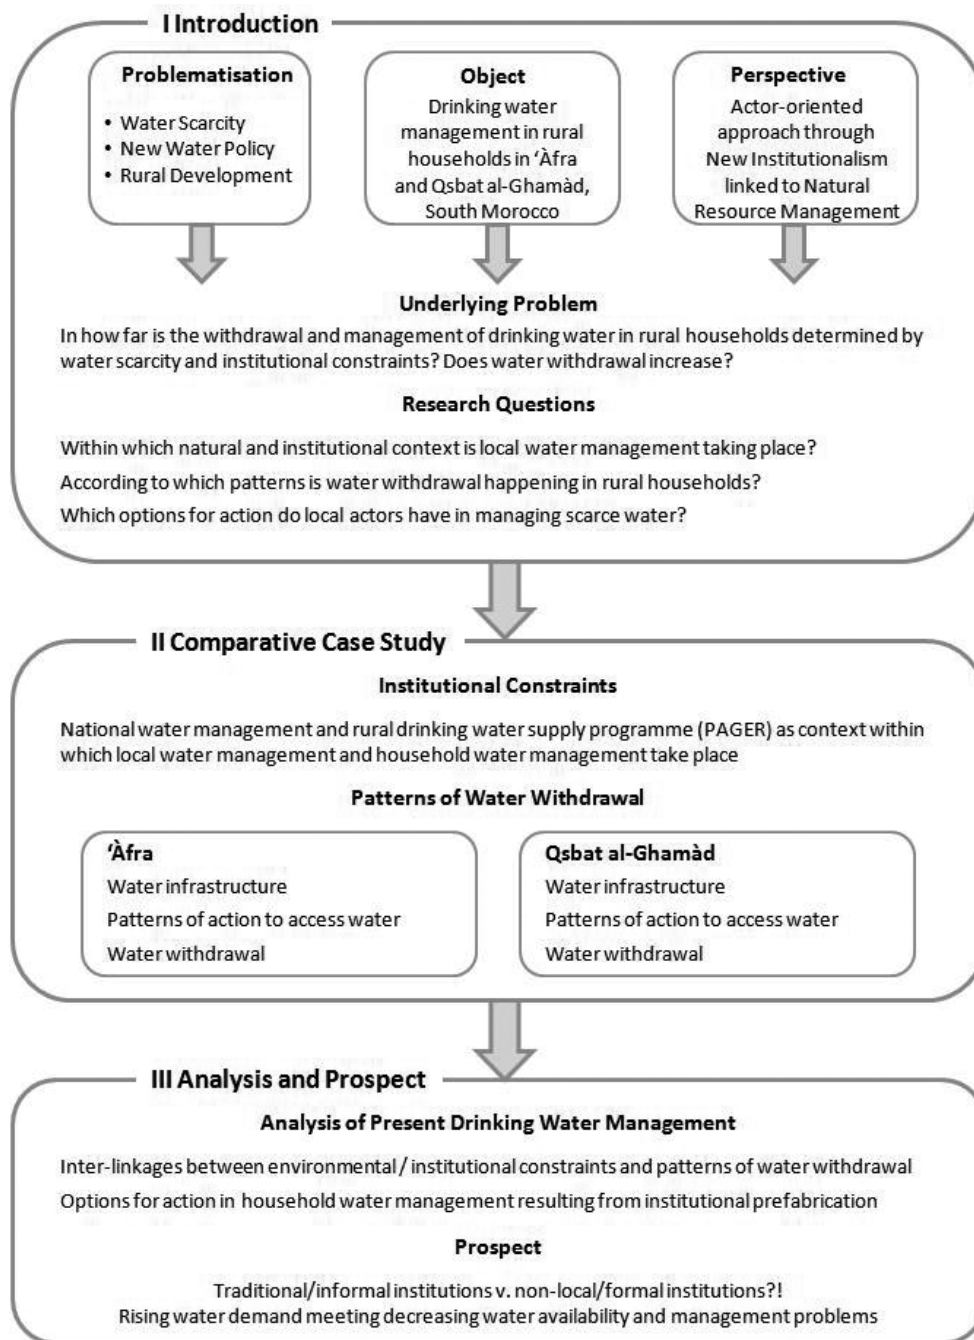 I Introduction
Problematisation
• Water Scarcity
• New Water Policy
• Rural Development
Object
Drinking water
management in rural
households in ‘Àfra
and Qsbat al-Ghamàd,
South Morocco
Perspective
Actor-oriented
approach through
New Institutionalism
linked to Natural
Resource Management
Underlying Problem
In how far is the withdrawal and management of drinking water in rural households determined by
water scarcity and institutional constraints? Does water withdrawal increase?
Research Questions
Within which natural and institutional context is local water management taking place?
According to which patterns is water withdrawal happening in rural households?
Which options for action do local actors have in managing scarce water?
II Comparative Case Study
Institutional Constraints
National water management and rural drinking water supply programme (PAGER) as context within
which local water management and household water management take place
Patterns of Water Withdrawal
‘Àfra
Water infrastructure
Patterns of action to access water
Water withdrawal
Qsbat al-Ghamàd
Water infrastructure
Patterns of action to access water
Water withdrawal
III Analysis and Prospect
Analysis of Present Drinking Water Management
Inter-linkages between environmental/ institutional constraints and patterns of water withdrawal
Options for action in household water management resulting from institutional prefabrication
Prospect
Traditional/informal institutions v. non-local/formal institutions?!
Rising water demand meeting decreasing water availability and management problems